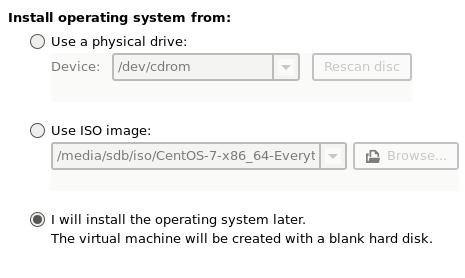 Install operating system from:
Use a physical drive:
Device: /dev/cdrom Rescan disc
Use ISO image:
/media/sdb/iso/CentOS-7-x86_64-Everyt Browse...
I will install the operating system later.
The virtual machine will be created with a blank hard disk.